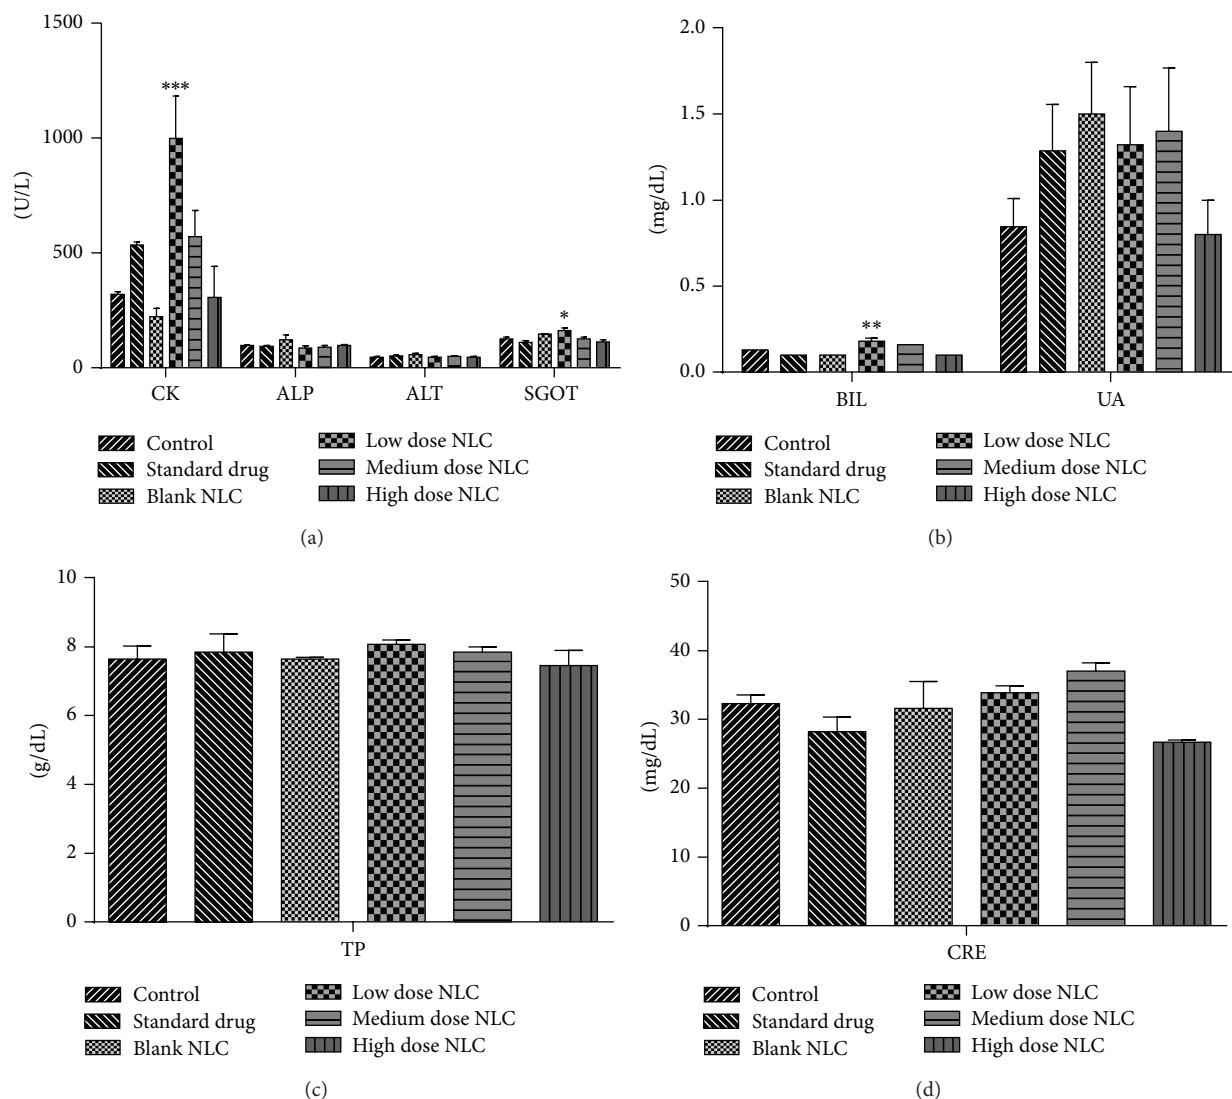 1500
1000
500
0
(U/L)
***
*
CK ALP ALT SGOT
Control
Standard drug
Blank NLC
Low dose NLC
Medium dose NLC
High dose NLC
(a)
2.0
1.5
1.0
0.5
0.0
(mg/dL)
**
BIL UA
Control
Standard drug
Blank NLC
Low dose NLC
Medium dose NLC
High dose NLC
(b)
10
8
6
4
2
0
(g/dL)
TP
Control
Standard drug
Blank NLC
Low dose NLC
Medium dose NLC
High dose NLC
(c)
50
40
30
20
10
0
(mg/dL)
CRE
Control
Standard drug
Blank NLC
Low dose NLC
Medium dose NLC
High dose NLC
(d)